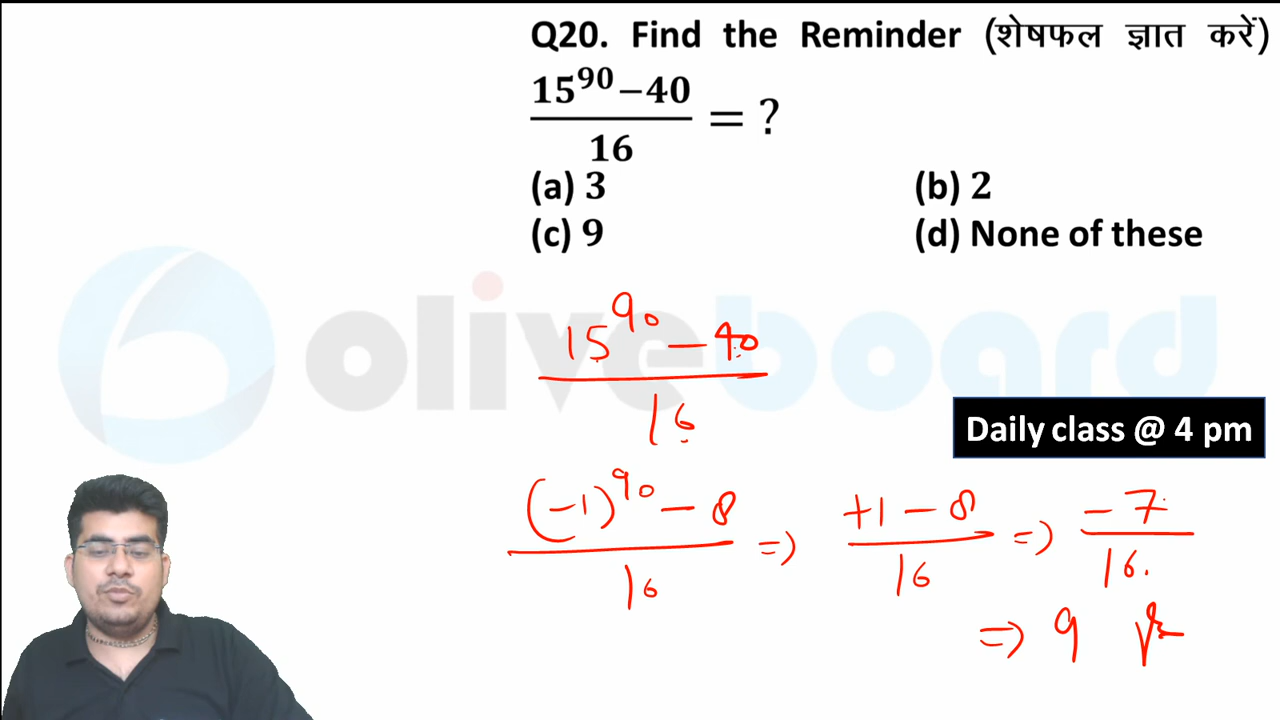 Q20. Find the Reminder (शेषफल ज्ञात करें)
15⁹⁰−40
16
= ?
(a) 3
(b) 2
(c) 9
(d) None of these
oliveboard
15⁹⁰ − 40
16
Daily class @ 4 pm
(-1)⁹⁰ − 8
16
=> +1 − 8
16
=> − 7
16.
=> 9